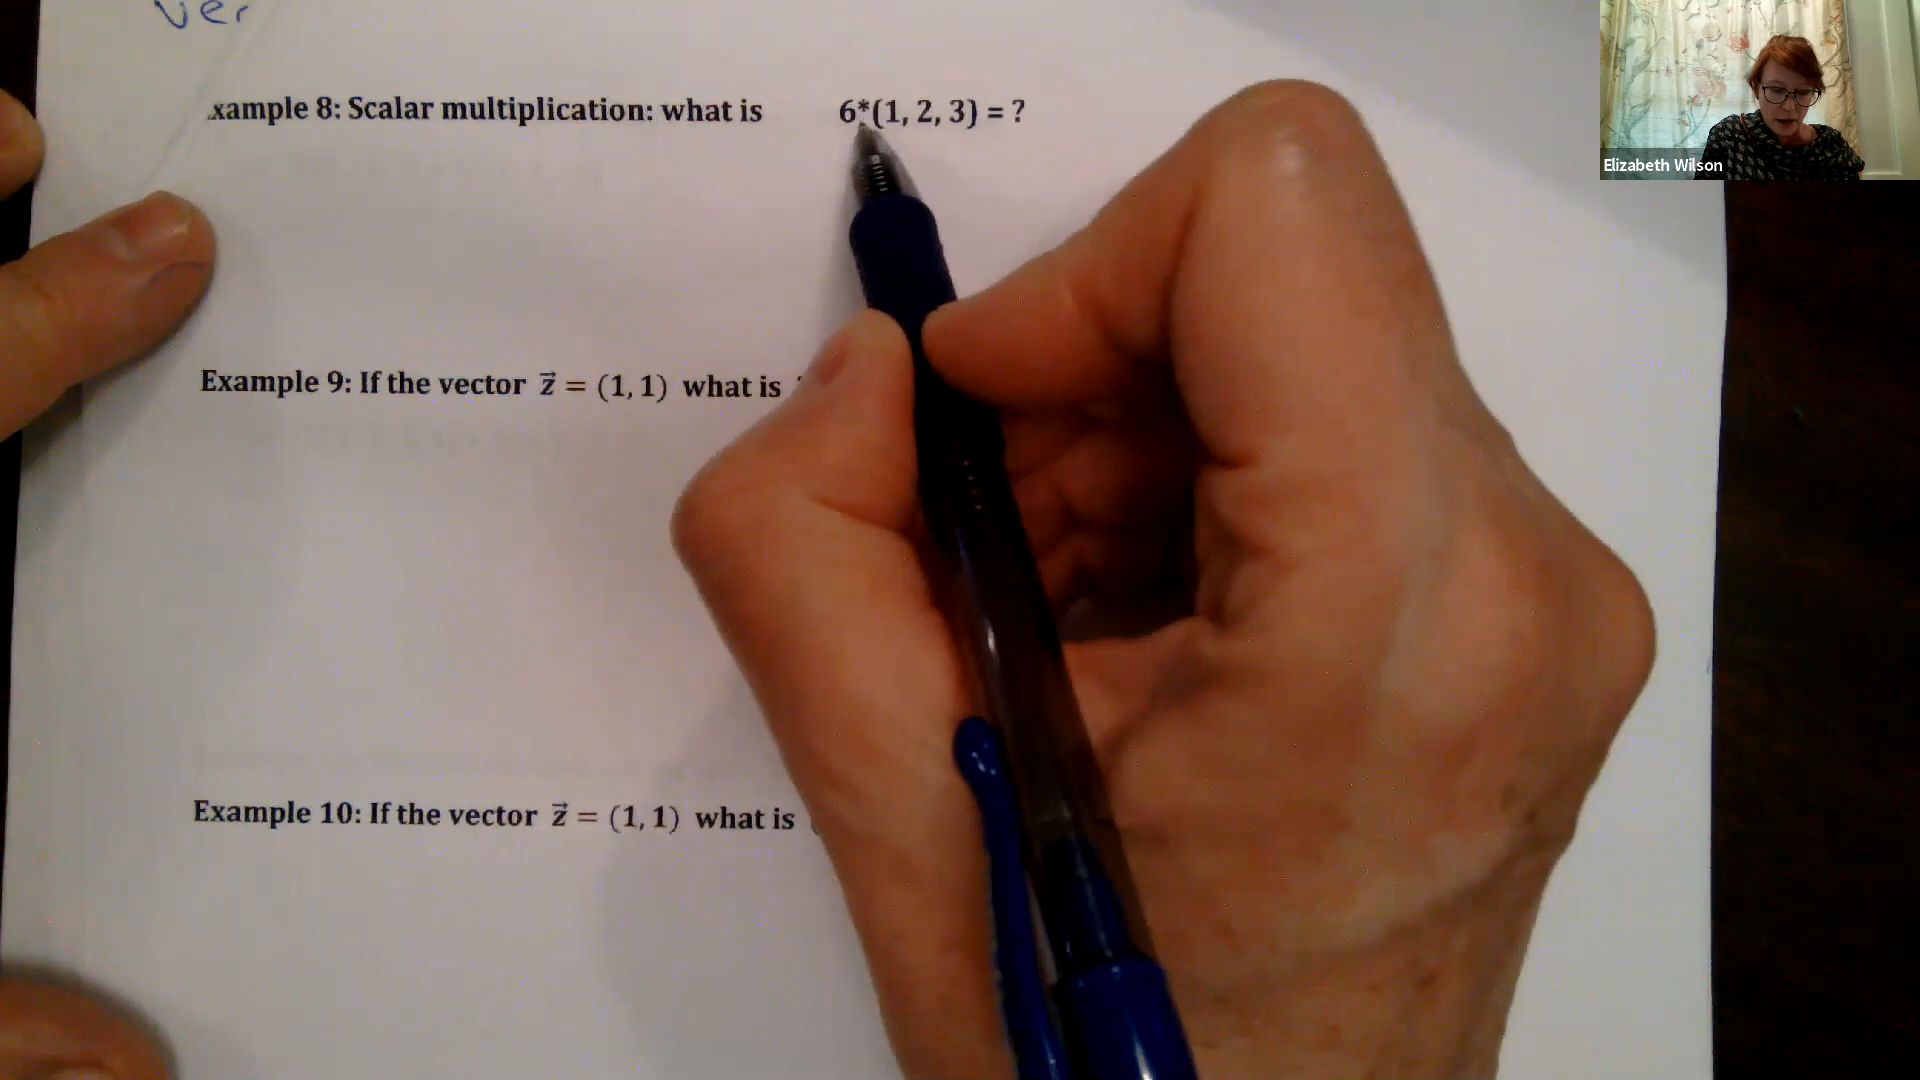 ver
xample 8: Scalar multiplication: what is 6*(1, 2, 3) = ?
Elizabeth Wilson
Example 9: If the vector z⃗ = (1, 1) what is
Example 10: If the vector z⃗ = (1, 1) what is